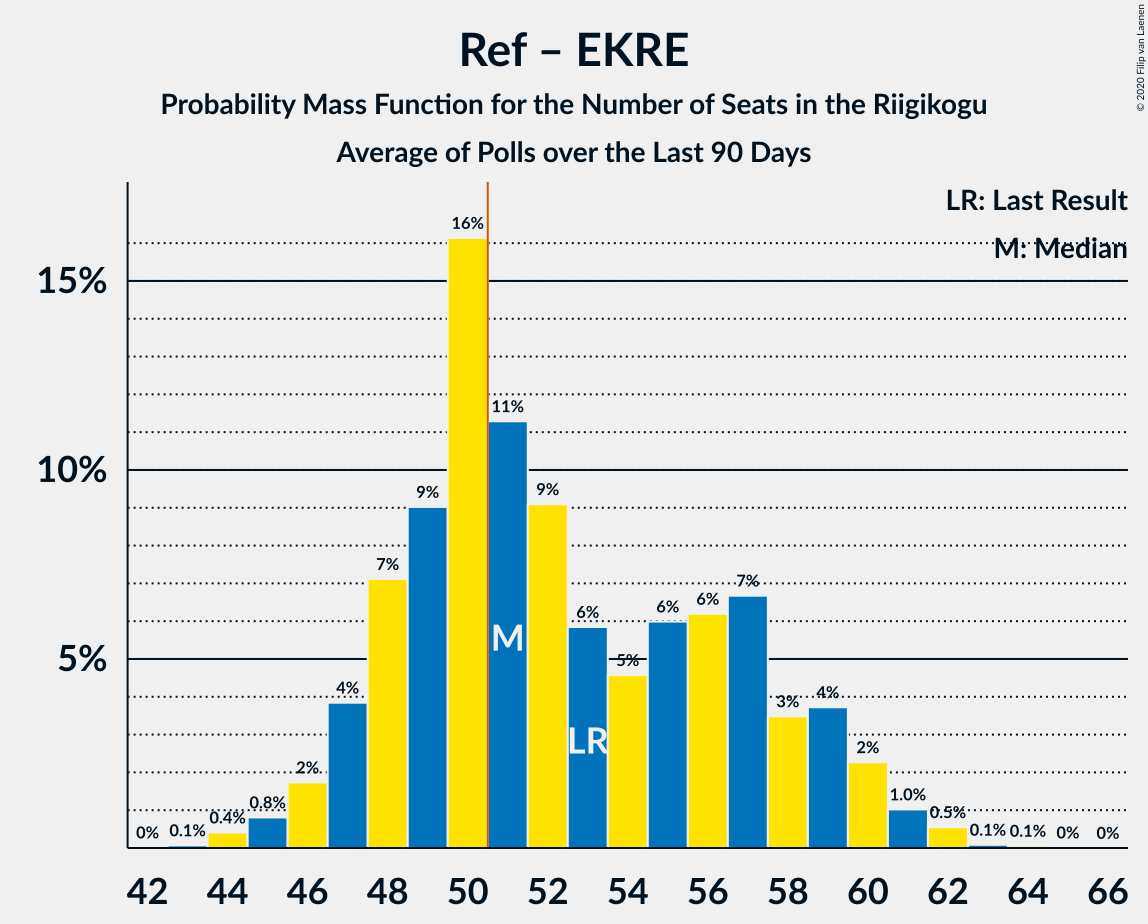 © 2020 Filip van Laenen
Ref – EKRE
Probability Mass Function for the Number of Seats in the Riigikogu
Average of Polls over the Last 90 Days
LR: Last Result
M: Median
15%
10%
5%
0% 0.1% 0.4% 0.8% 2% 4% 7% 9% 16% 11% 9% 6% 5% 6% 6% 7% 3% 4% 2% 1.0% 0.5% 0.1% 0.1% 0% 0%
M
LR
42 44 46 48 50 52 54 56 58 60 62 64 66